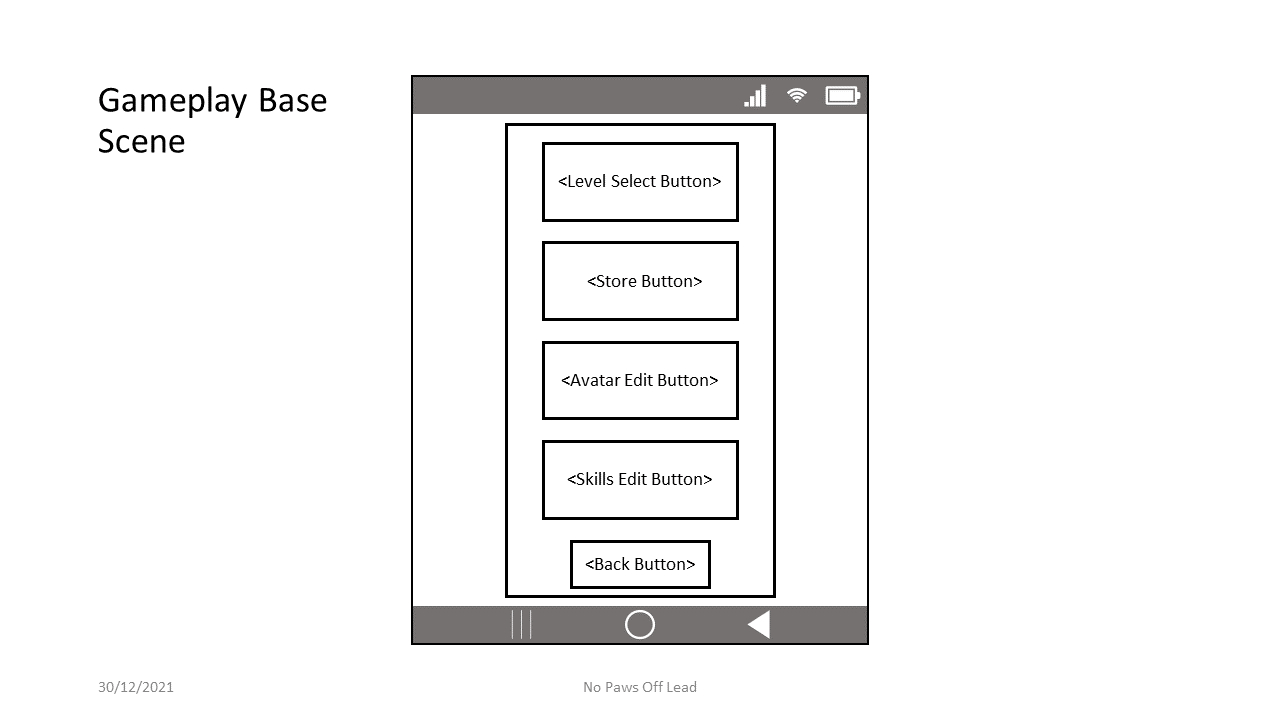 Gameplay Base
Scene
<Level Select Button>
<Store Button>
<Avatar Edit Button>
<Skills Edit Button>
<Back Button>
30/12/2021
No Paws Off Lead